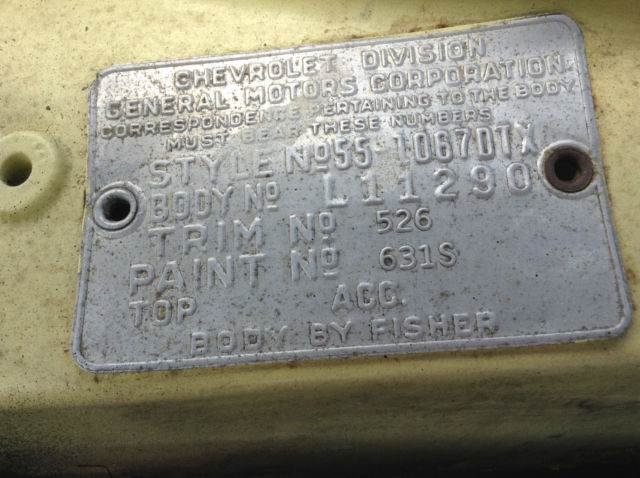 CHEVROLET DIVISION
GENERAL MOTORS CORPORATION
CORRESPONDENCE PERTAINING TO THE BODY
MUST BEAR THESE NUMBERS
STYLE Nº 55 1067DTX
BODY Nº L11290
TRIM Nº 526
PAINT Nº 631S
TOP ACC.
BODY BY FISHER